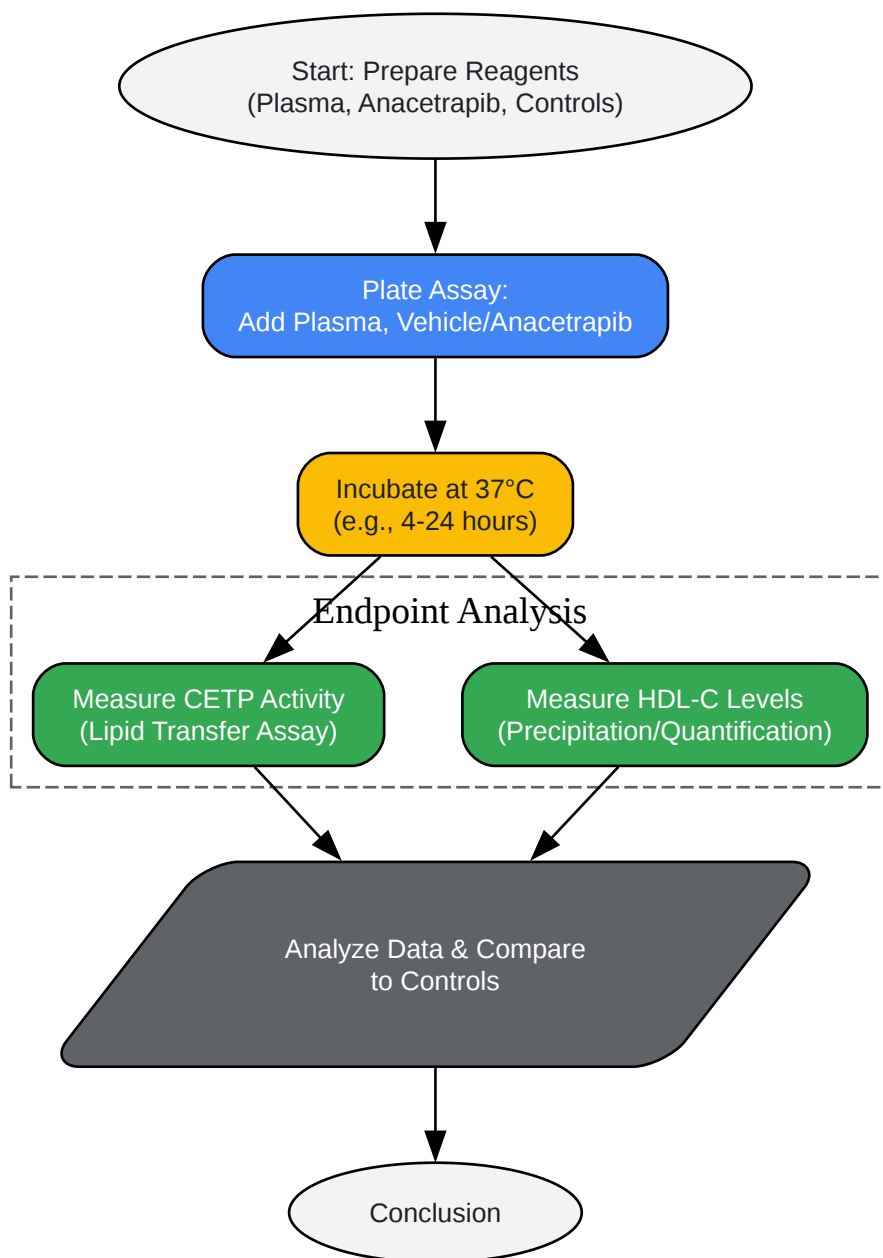 Start: Prepare Reagents
(Plasma, Anacetrapib, Controls)
Plate Assay:
Add Plasma, Vehicle/Anacetrapib
Incubate at 37°C
(e.g., 4-24 hours)
Endpoint Analysis
Measure CETP Activity
(Lipid Transfer Assay)
Measure HDL-C Levels
(Precipitation/Quantification)
Analyze Data & Compare
to Controls
Conclusion